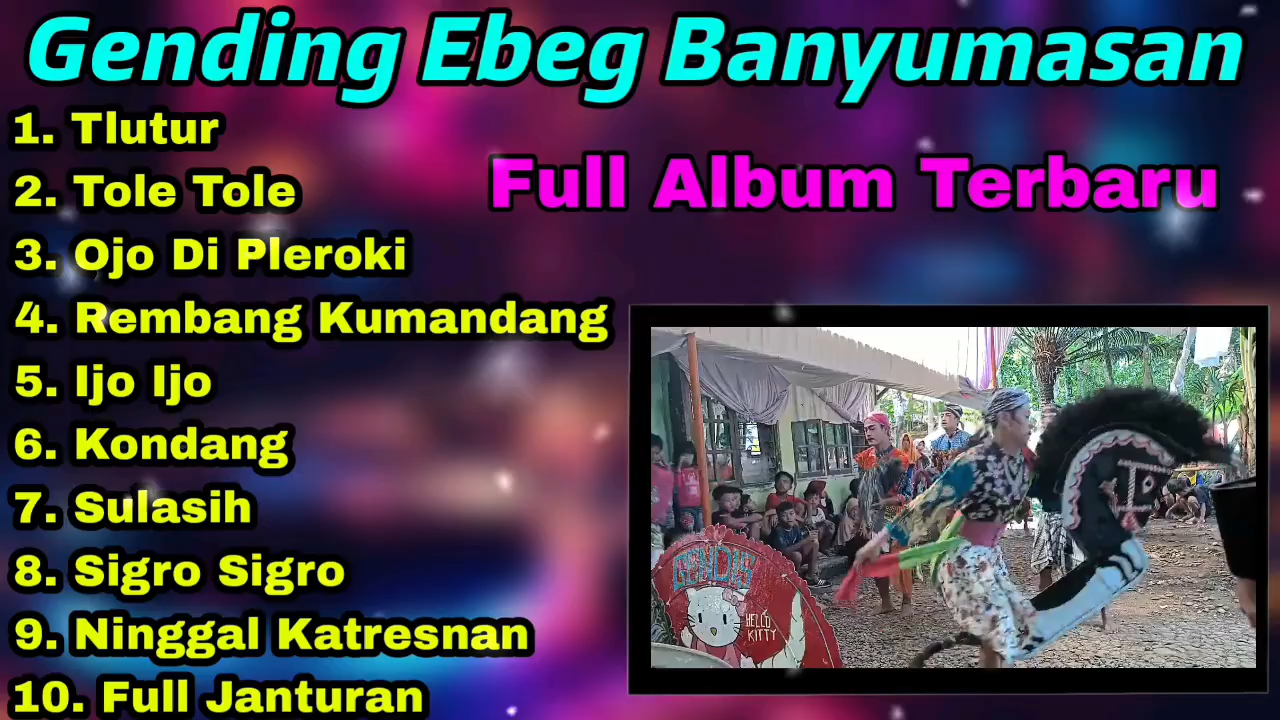 Gending Ebeg Banyumasan
1. Tlutur
2. Tole Tole
3. Ojo Di Pleroki
4. Rembang Kumandang
5. Ijo Ijo
6. Kondang
7. Sulasih
8. Sigro Sigro
9. Ninggal Katresnan
10. Full Janturan
Full Album Terbaru
GENDIS
HELLO
KITTY